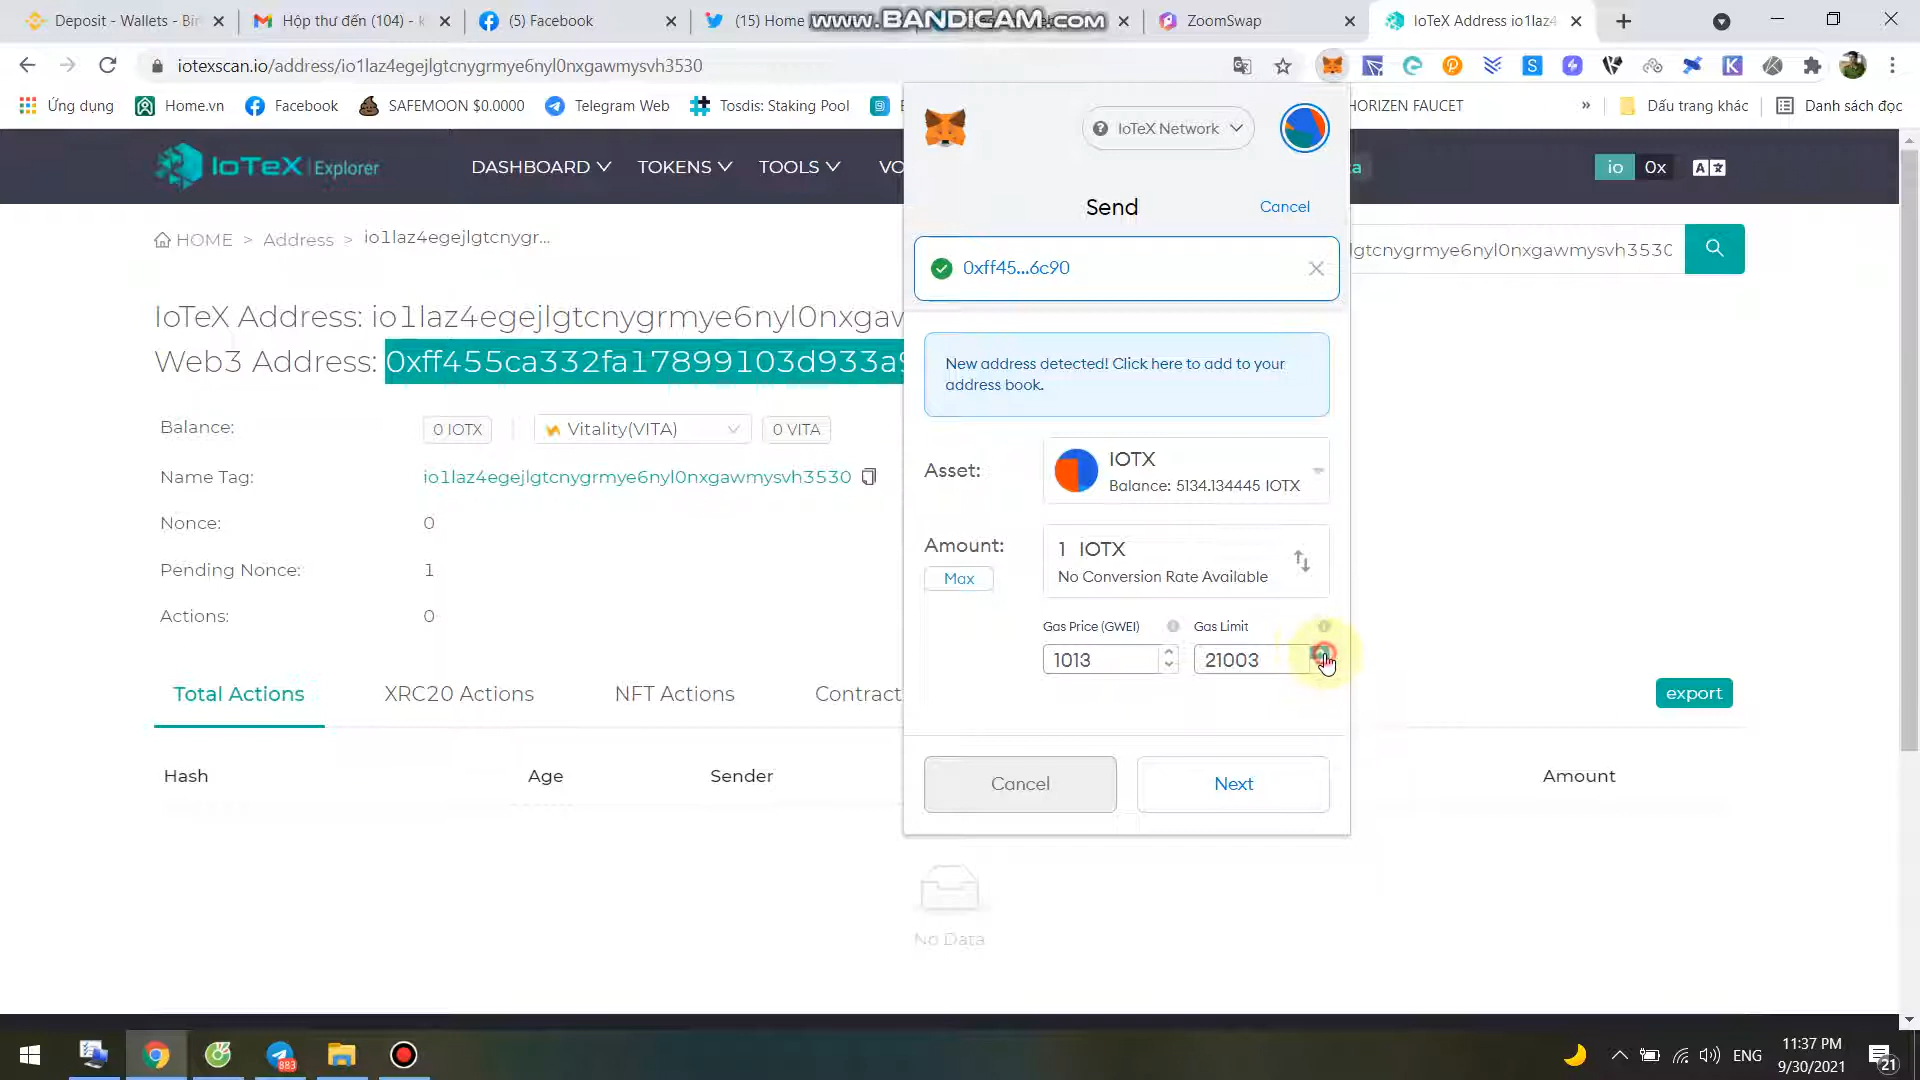 Deposit - Wallets - Bin
Hộp thư đến (104) - k
(5) Facebook
(15) Home
www.BANDICAM.com
ZoomSwap
IoTeX Address io1laz4
iotexscan.io/address/io1laz4egejlgtcnygrmye6nyl0nxgawmysvh3530
Ứng dụng
Home.vn
Facebook
SAFEMOON $0.0000
Telegram Web
Tosdis: Staking Pool
HORIZEN FAUCET
»
Dấu trang khác
Danh sách đọc
IoTeX Explorer
DASHBOARD
TOKENS
TOOLS
VO
io 0x
HOME > Address > io1laz4egejlgtcnygr...
gtcnygrmye6nyl0nxgawmysvh3530
IoTeX Address: io1laz4egejlgtcnygrmye6nyl0nxgaw
Web3 Address: 0xff455ca332fa17899103d933a9
Balance: 0 IOTX Vitality(VITA) 0 VITA
Name Tag: io1laz4egejlgtcnygrmye6nyl0nxgawmysvh3530
Nonce: 0
Pending Nonce: 1
Actions: 0
Total Actions
XRC20 Actions
NFT Actions
Contract
export
Hash
Age
Sender
Amount
No Data
IoTeX Network
Send
Cancel
0xff45...6c90
New address detected! Click here to add to your
address book.
Asset:
IOTX
Balance: 5134.134445 IOTX
Amount:
Max
1 IOTX
No Conversion Rate Available
Gas Price (GWEI)
Gas Limit
1013
21003
Cancel
Next
883
ENG
11:37 PM
9/30/2021
21